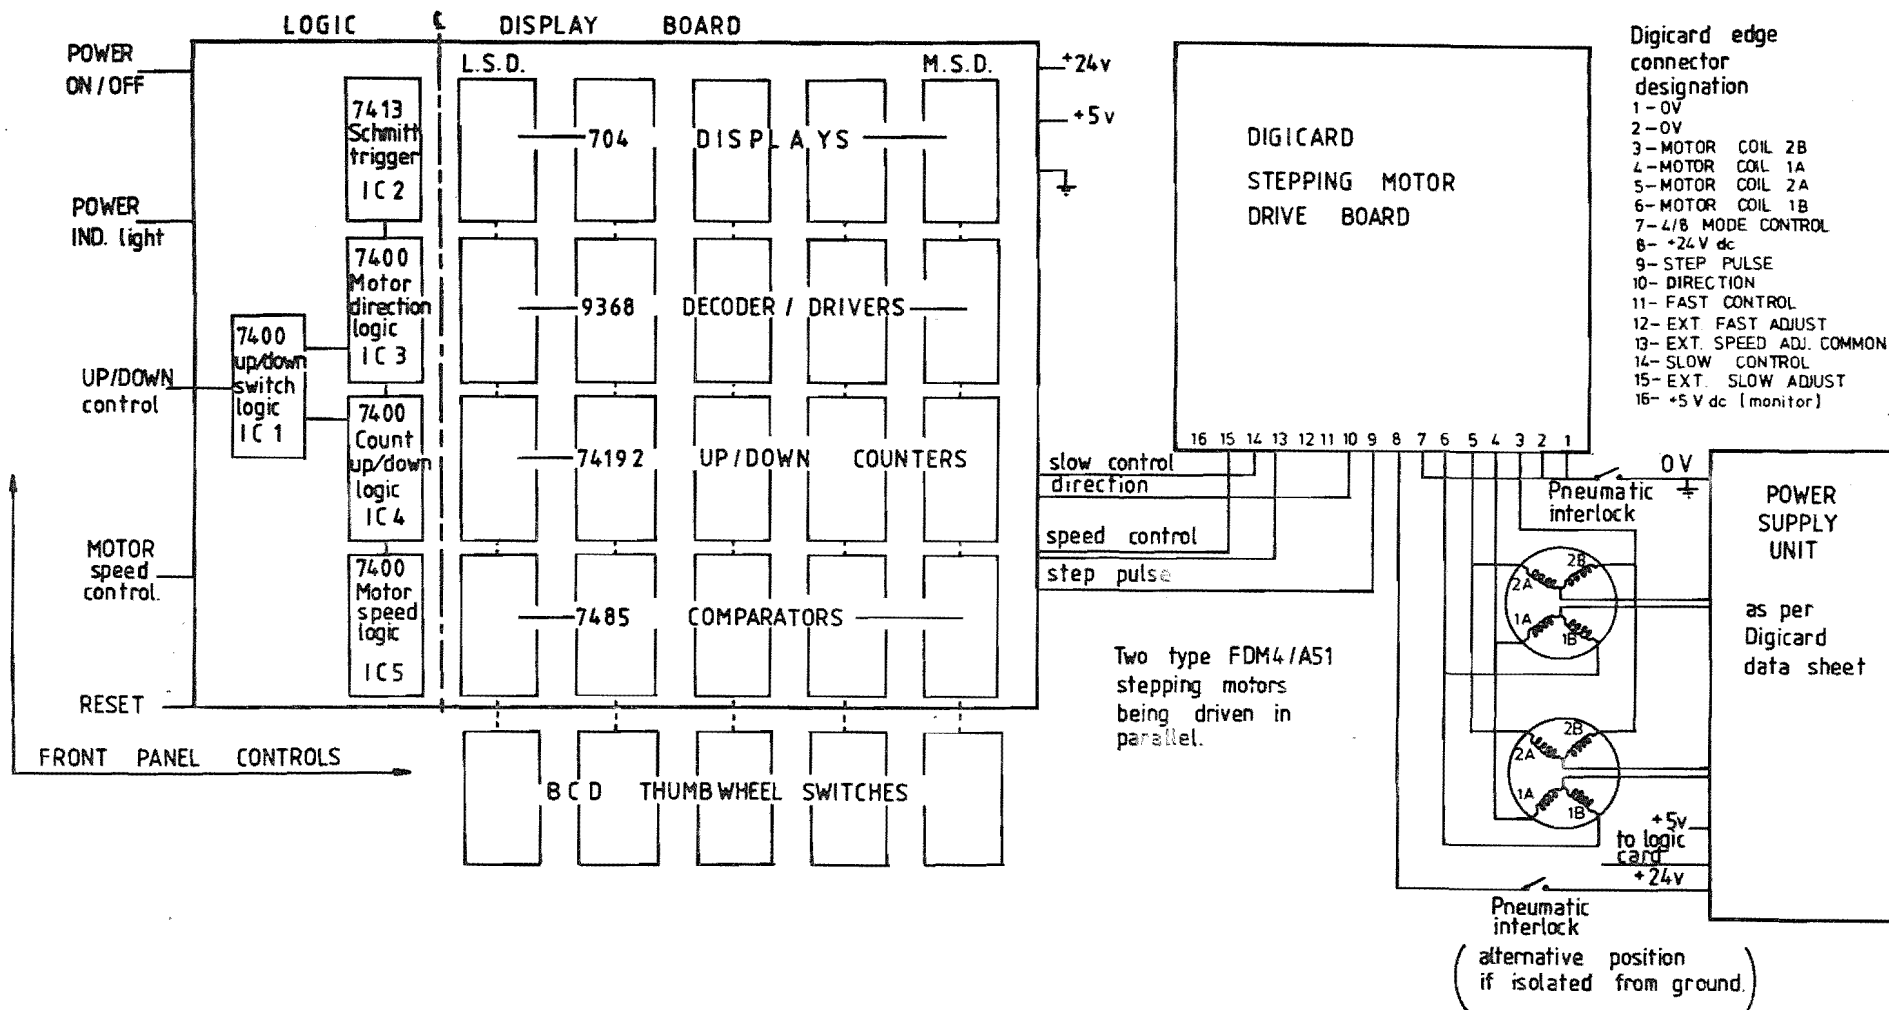 LOGIC
℄
DISPLAY BOARD
POWER
ON/OFF
POWER
IND. light
UP/DOWN
control
MOTOR
speed
control.
RESET
FRONT PANEL CONTROLS
7413
Schmitt
trigger
IC2
7400
Motor
direction
logic
IC3
7400
up/down
switch
logic
IC1
7400
Count
up/down
logic
IC4
7400
Motor
speed
logic
IC5
L.S.D.
M.S.D.
704 DISPLAYS
9368 DECODER / DRIVERS
74192 UP/DOWN COUNTERS
7485 COMPARATORS
BCD THUMBWHEEL SWITCHES
+24v
+5v
slow control
direction
speed control
step pulse
DIGICARD
STEPPING MOTOR
DRIVE BOARD
16 15 14 13 12 11 10 9 8 7 6 5 4 3 2 1
Digicard edge
connector
designation
1-0V
2-0V
3-MOTOR COIL 2B
4-MOTOR COIL 1A
5-MOTOR COIL 2A
6-MOTOR COIL 1B
7-4/8 MODE CONTROL
8- +24V dc
9-STEP PULSE
10-DIRECTION
11-FAST CONTROL
12-EXT. FAST ADJUST
13-EXT. SPEED ADJ. COMMON
14-SLOW CONTROL
15-EXT. SLOW ADJUST
16- +5V dc [monitor]
Pneumatic
interlock
0V
POWER
SUPPLY
UNIT
as per
Digicard
data sheet
2A
2B
1A
1B
2A
2B
1A
1B
Two type FDM4/A51
stepping motors
being driven in
parallel.
+5v
to logic
card
+24v
Pneumatic
interlock
(alternative position
if isolated from ground.)